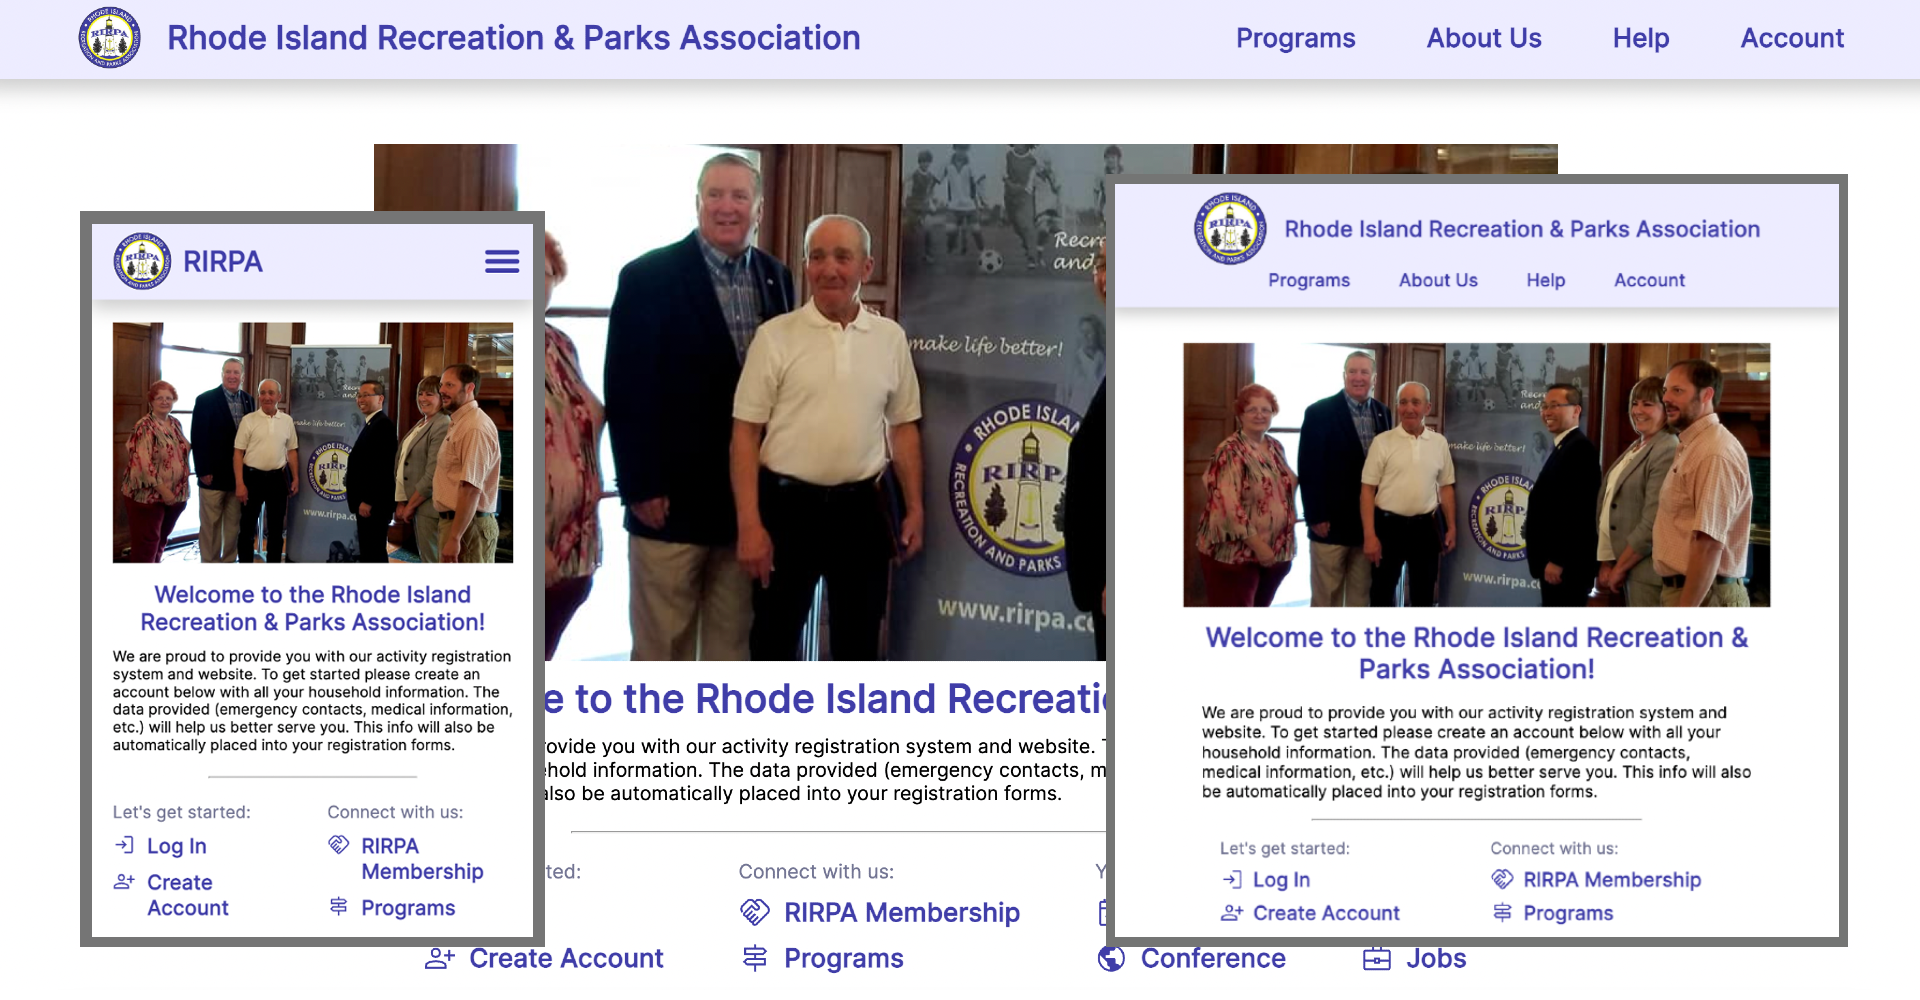 Rhode Island Recreation & Parks Association
Programs
About Us
Help
Account
RIRPA
Welcome to the Rhode Island
Recreation & Parks Association!
We are proud to provide you with our activity registration
system and website. To get started please create an
account below with all your household information. The
data provided (emergency contacts, medical information,
etc.) will help us better serve you. This info will also be
automatically placed into your registration forms.
Let's get started:
Log In
Create
Account
Connect with us:
RIRPA
Membership
Programs
make life better!
RHODE ISLA
RIRP
RECREATION AND PARKS
www.rirpa.c
e to the Rhode Island Recreati
ovide you with our activity registration system and website.
hold information. The data provided (emergency contacts, m
also be automatically placed into your registration forms.
ted:
Create Account
Connect with us:
RIRPA Membership
Programs
Y
Conference
Jobs
Rhode Island Recreation & Parks Association
Programs
About Us
Help
Account
make life better!
www.rirpa.c
Welcome to the Rhode Island Recreation &
Parks Association!
We are proud to provide you with our activity registration system and
website. To get started please create an account below with all your
household information. The data provided (emergency contacts,
medical information, etc.) will help us better serve you. This info will also
be automatically placed into your registration forms.
Let's get started:
Log In
Create Account
Connect with us:
RIRPA Membership
Programs